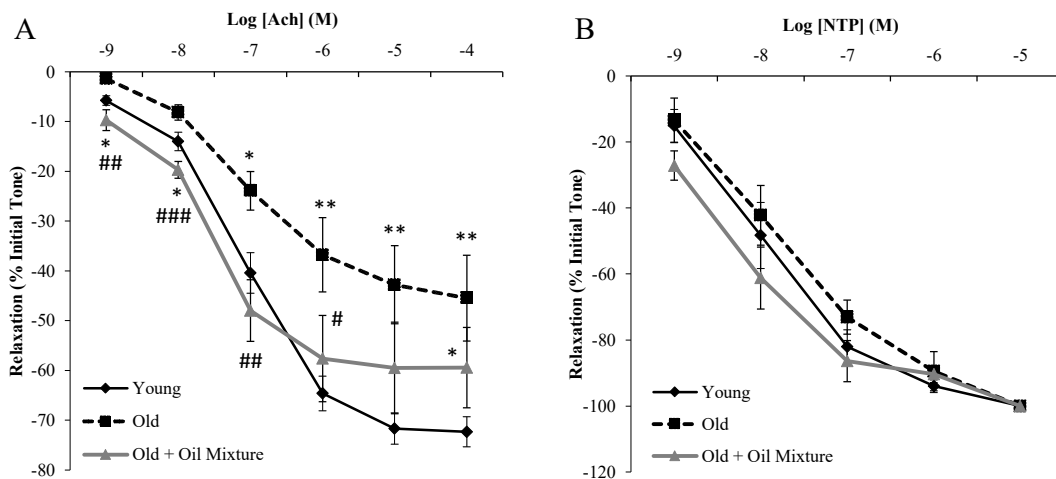 A
Log [Ach] (M)
-9 -8 -7 -6 -5 -4
0
-10
-20
-30
-40
-50
-60
-70
-80
Relaxation (% Initial Tone)
*
##
*
###
*
##
**
#
**
**
*
Young
Old
Old + Oil Mixture
B
Log [NTP] (M)
-9 -8 -7 -6 -5
0
-20
-40
-60
-80
-100
-120
Relaxation (% Initial Tone)
Young
Old
Old + Oil Mixture